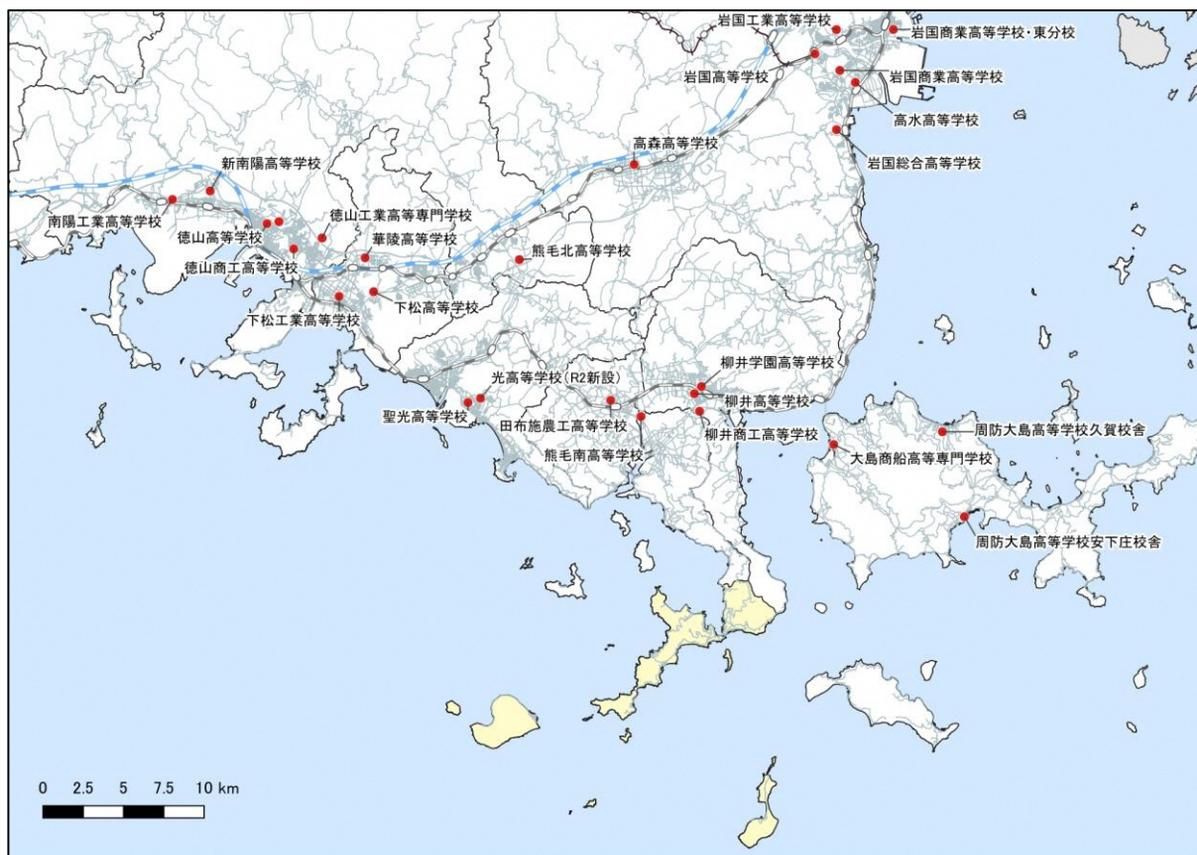 岩国工業高等学校
岩国商業高等学校・東分校
岩国高等学校
岩国商業高等学校
高水高等学校
高森高等学校
岩国総合高等学校
新南陽高等学校
南陽工業高等学校
徳山工業高等専門学校
徳山高等学校
華陵高等学校
熊毛北高等学校
徳山商工高等学校
下松高等学校
下松工業高等学校
柳井学園高等学校
光高等学校(R2新設)
柳井高等学校
聖光高等学校
田布施農工高等学校
柳井商工高等学校
周防大島高等学校久賀校舎
熊毛南高等学校
大島商船高等専門学校
周防大島高等学校安下庄校舎
0 2.5 5 7.5 10 km